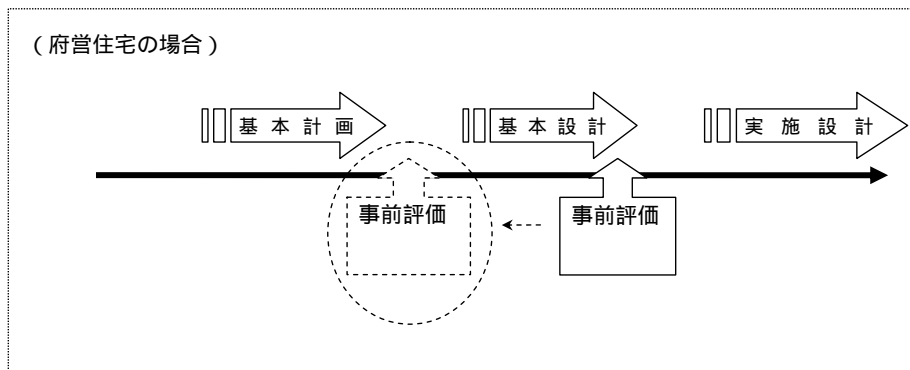 （府営住宅の場合）
基本計画
基本設計
実施設計
事前評価
事前評価